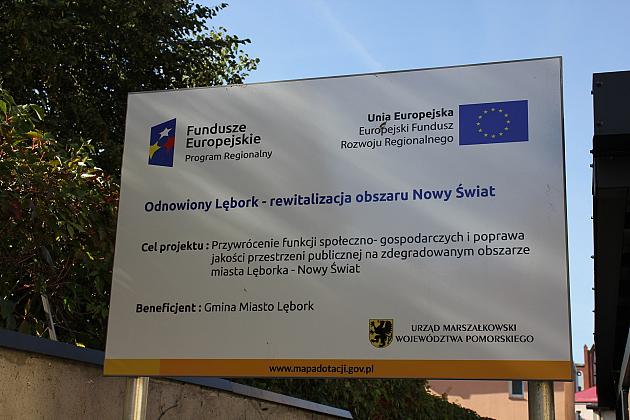 Fundusze
Europejskie
Program Regionalny
Unia Europejska
Europejski Fundusz
Rozwoju Regionalnego
Odnowiony Lębork - rewitalizacja obszaru Nowy Świat
Cel projektu : Przywrócenie funkcji społeczno- gospodarczych i poprawa
jakości przestrzeni publicznej na zdegradowanym obszarze
miasta Lęborka - Nowy Świat
Beneficjent : Gmina Miasto Lębork
URZĄD MARSZAŁKOWSKI
WOJEWÓDZTWA POMORSKIEGO
www.mapadotacji.gov.pl